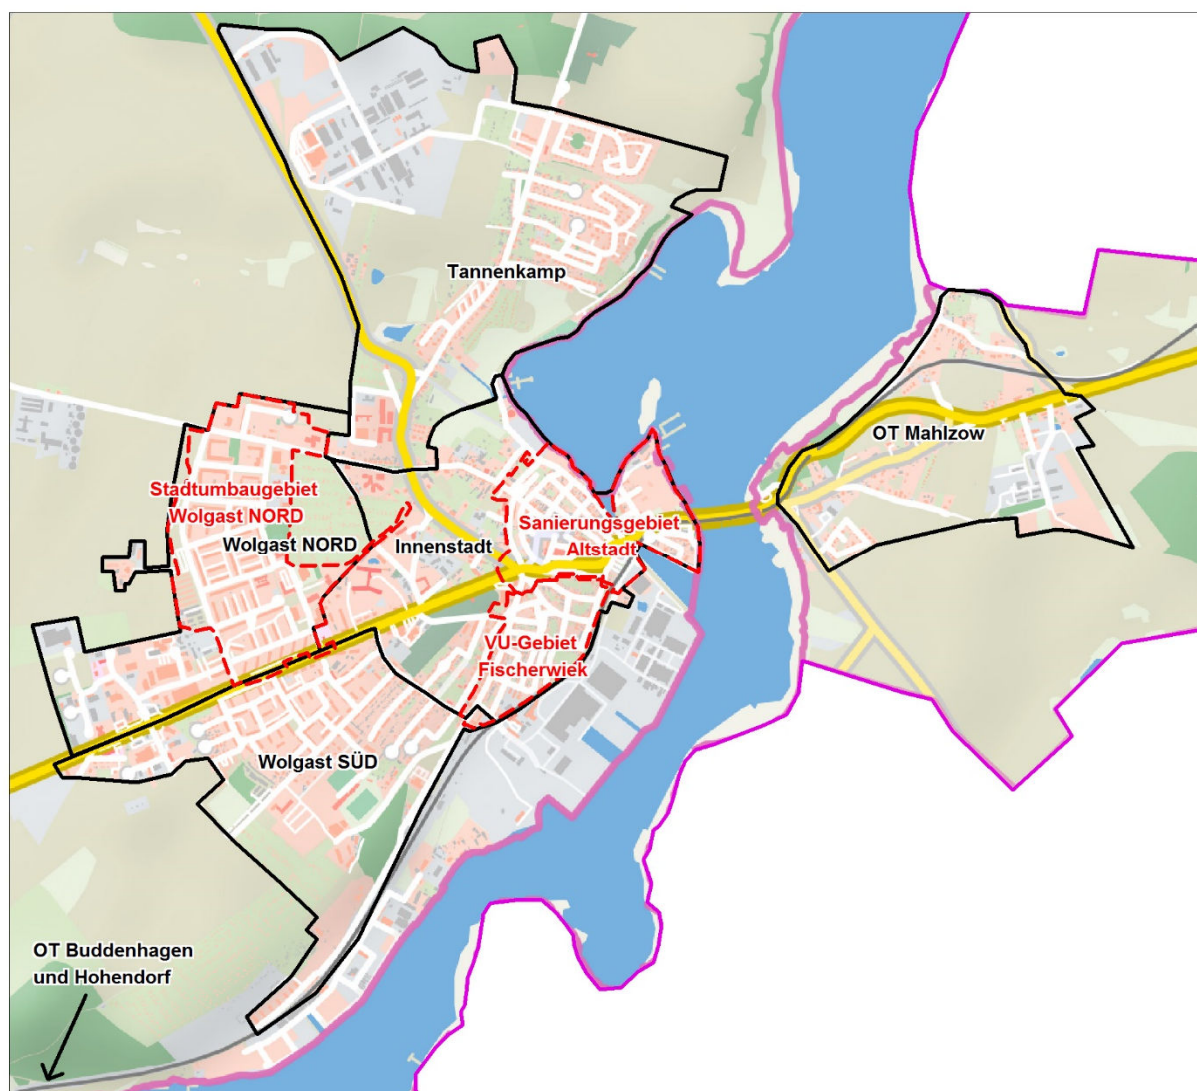 Tannenkamp
OT Mahlzow
Stadtumbaugebiet
Wolgast NORD
Wolgast NORD
Innenstadt
Sanierungsgebiet
Altstadt
VU-Gebiet
Fischerwiek
Wolgast SÜD
OT Buddenhagen
und Hohendorf